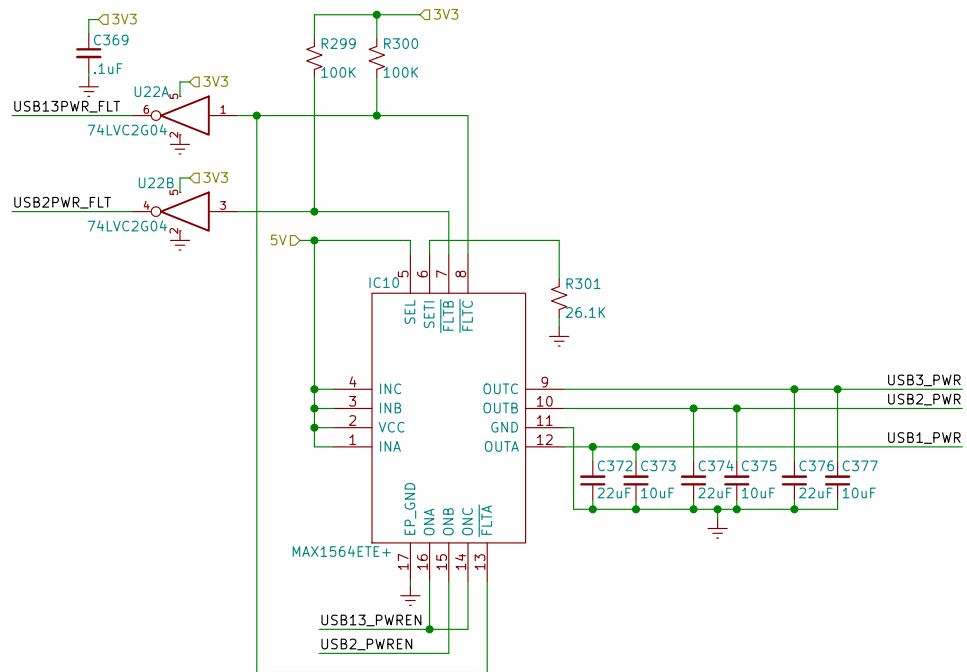 3V3
C369
.1uF
3V3
R299
100K
R300
100K
U22A
5
3V3
USB13PWR_FLT
6
1
74LVC2G04
2
U22B
5
3V3
USB2PWR_FLT
4
3
74LVC2G04
2
5V
IC10
5
6
7
8
SEL
SETI
FLTB
FLTC
R301
26.1K
4
INC
3
INB
2
VCC
1
INA
OUTC
9
OUTB
10
GND
11
OUTA
12
USB3_PWR
USB2_PWR
USB1_PWR
C372
22uF
C373
10uF
C374
22uF
C375
10uF
C376
22uF
C377
10uF
EP_GND
ONA
ONB
ONC
FLTA
MAX1564ETE+
17
16
15
14
13
USB13_PWREN
USB2_PWREN